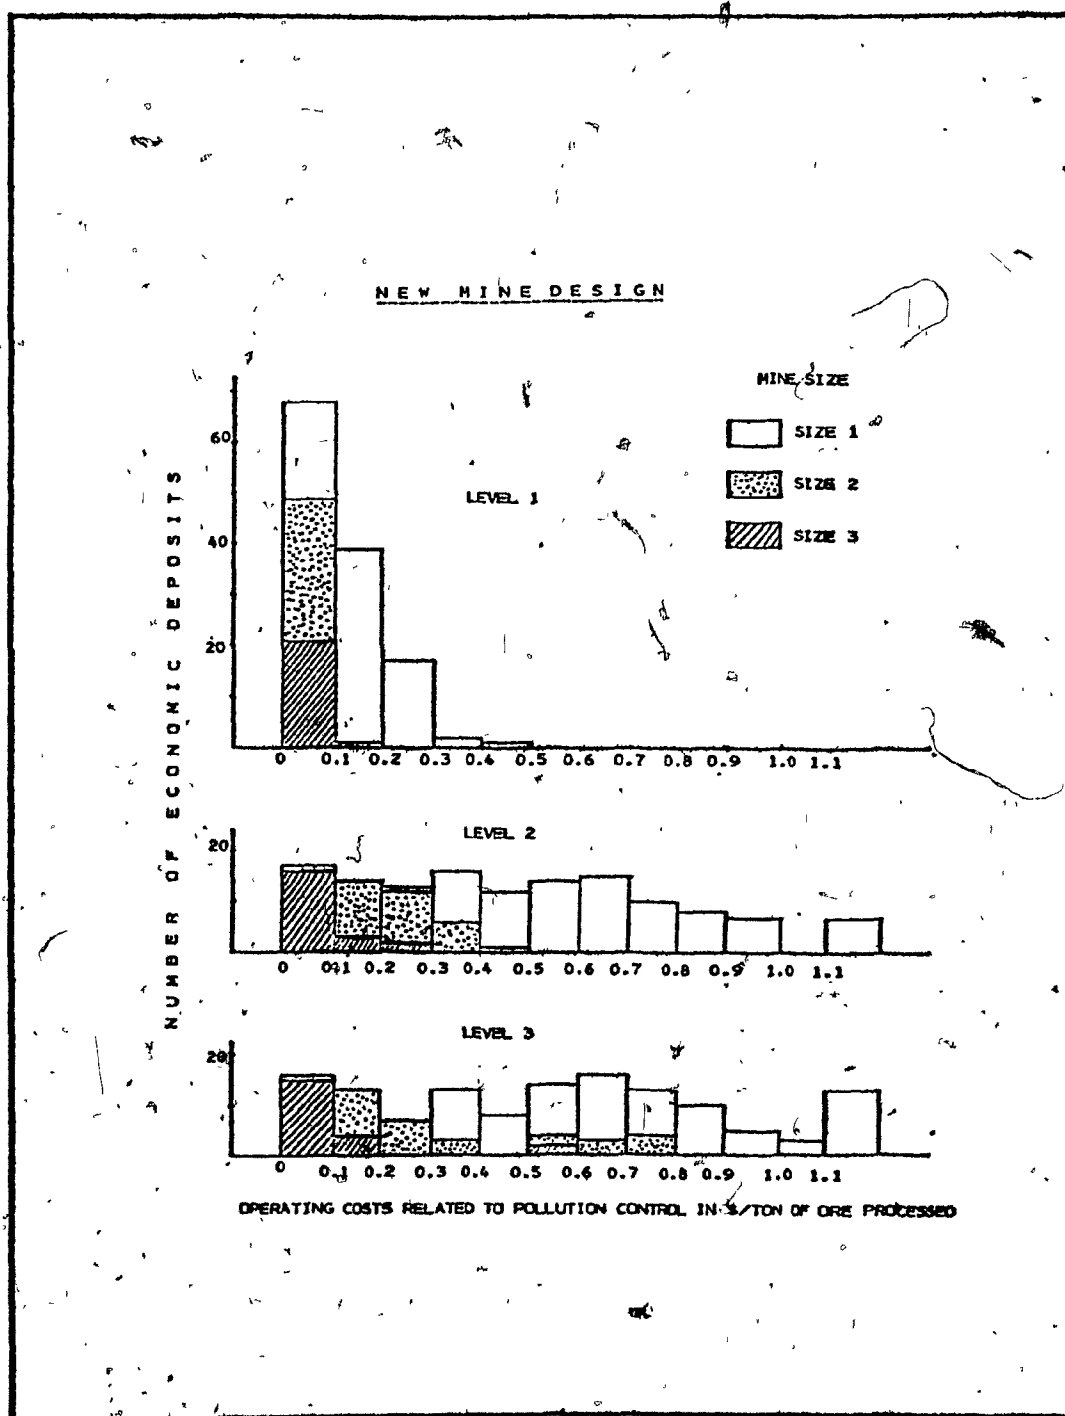 NEW MINE DESIGN
MINE SIZE
SIZE 1
SIZE 2
SIZE 3
NUMBER OF ECONOMIC DEPOSITS
LEVEL 1
60
40
20
0 0.1 0.2 0.3 0.4 0.5 0.6 0.7 0.8 0.9 1.0 1.1
LEVEL 2
20
0 0.1 0.2 0.3 0.4 0.5 0.6 0.7 0.8 0.9 1.0 1.1
LEVEL 3
20
0 0.1 0.2 0.3 0.4 0.5 0.6 0.7 0.8 0.9 1.0 1.1
OPERATING COSTS RELATED TO POLLUTION CONTROL IN $/TON OF ORE PROCESSED